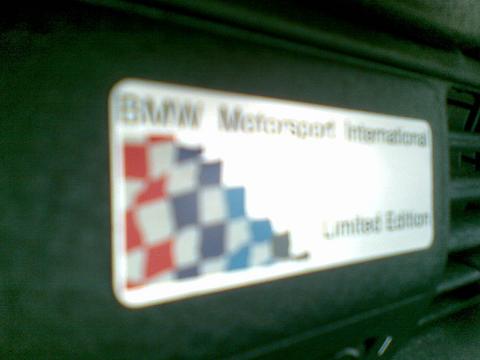 BMW Motorsport International
Limited Edition